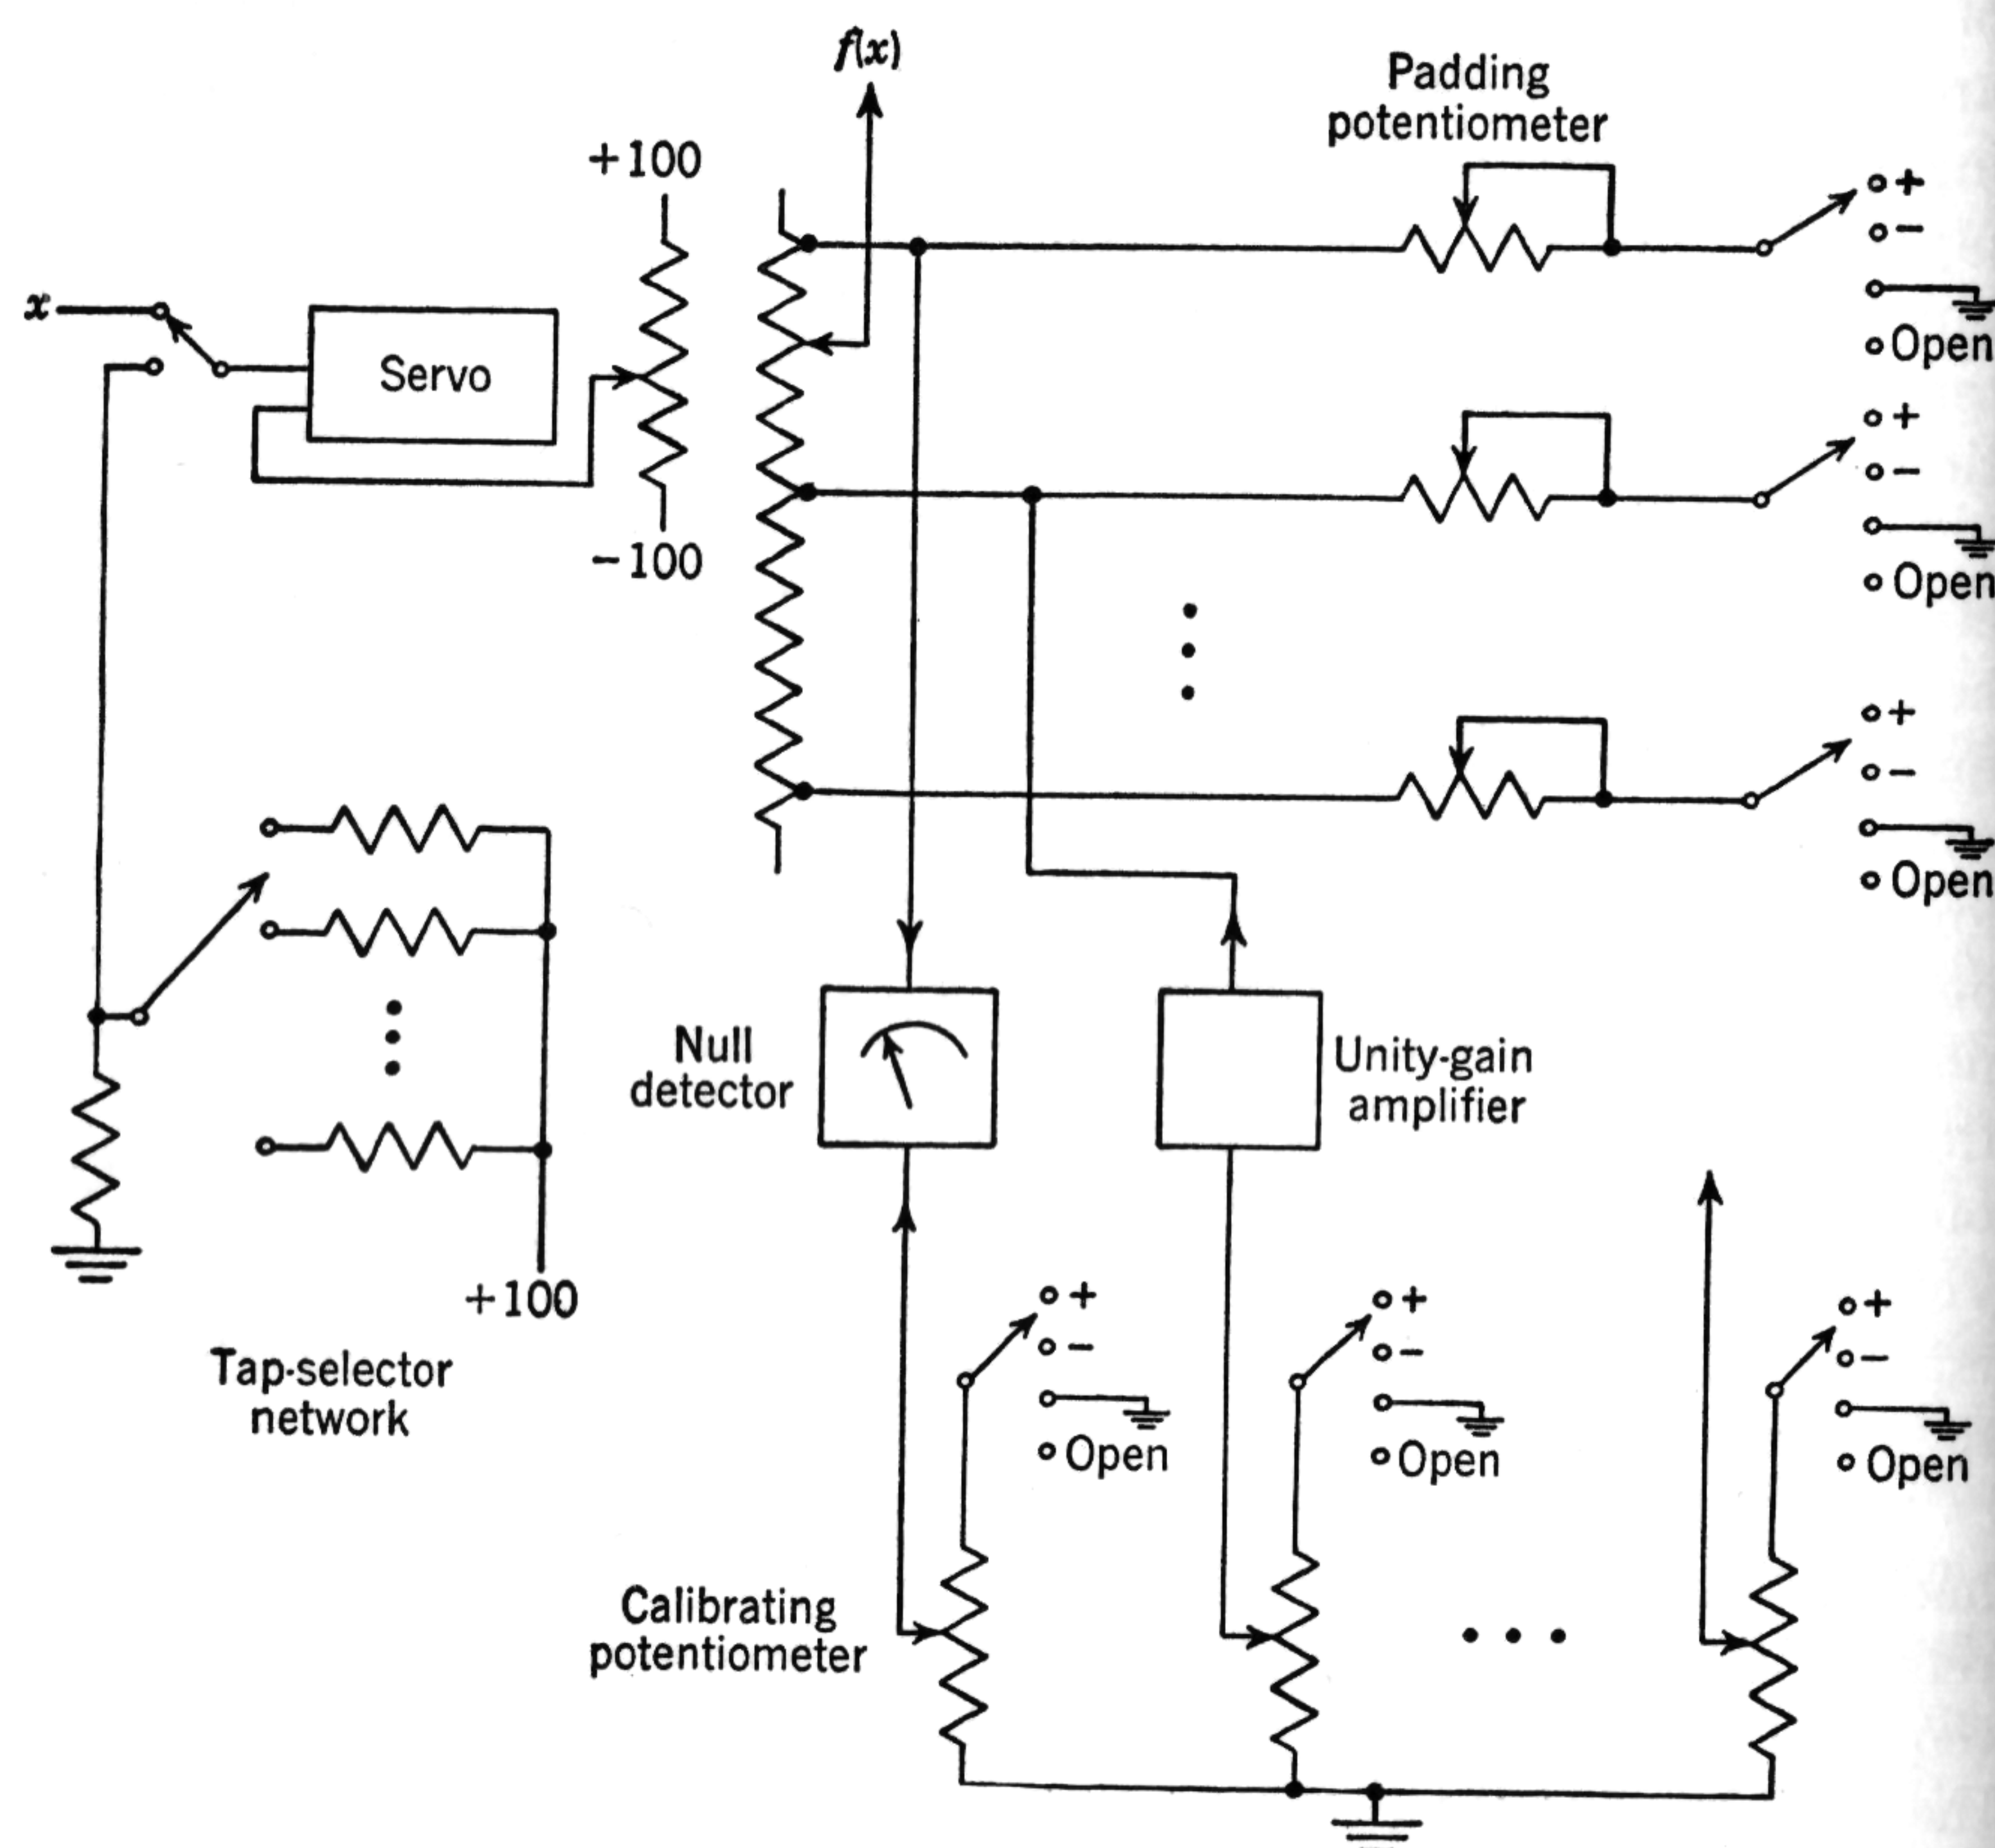 f(x)
Padding
potentiometer
+100
+
−
x
Servo
Open
+
−
−100
Open
+
−
Open
Null
detector
Unity-gain
amplifier
+100
+
−
Open
+
−
Open
+
−
Open
Tap-selector
network
Calibrating
potentiometer